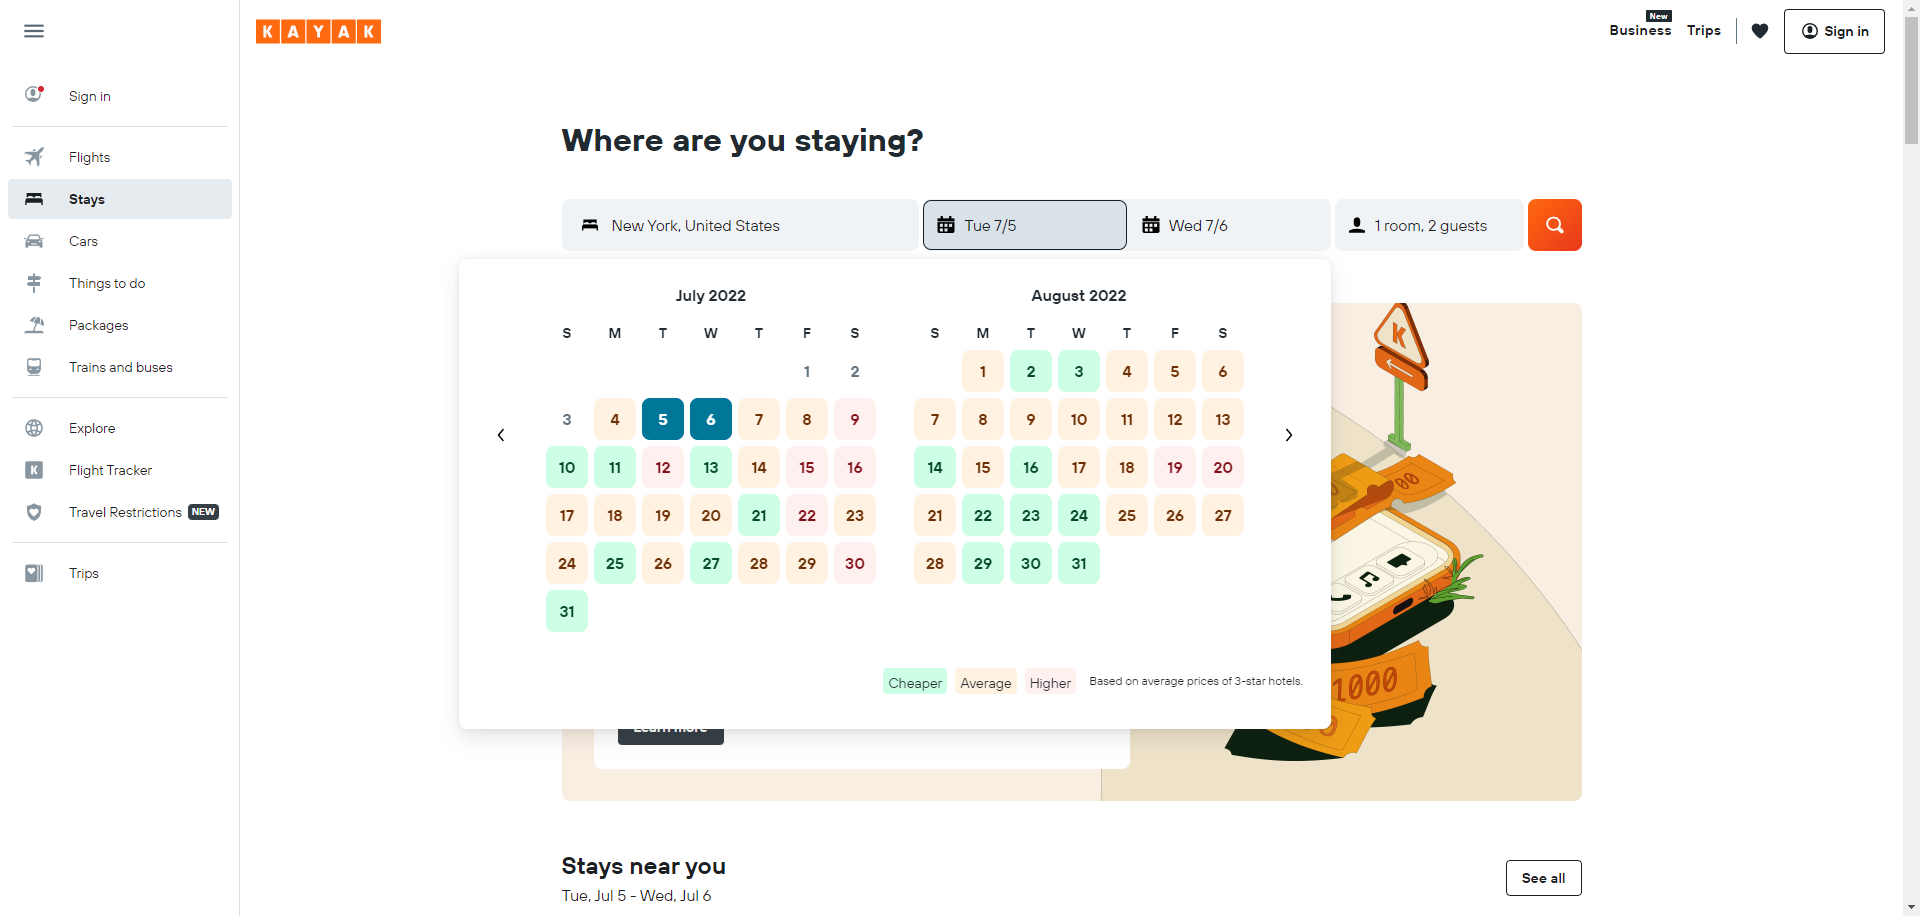 KAYAK
New
Business
Trips
Sign in
Sign in
Flights
Stays
Cars
Things to do
Packages
Trains and buses
Explore
K
Flight Tracker
Travel Restrictions NEW
Trips
Where are you staying?
New York, United States
Tue 7/5
Wed 7/6
1 room, 2 guests
July 2022
S M T W T F S
1 2
3 4 5 6 7 8 9
10 11 12 13 14 15 16
17 18 19 20 21 22 23
24 25 26 27 28 29 30
31
August 2022
S M T W T F S
1 2 3 4 5 6
7 8 9 10 11 12 13
14 15 16 17 18 19 20
21 22 23 24 25 26 27
28 29 30 31
Cheaper Average Higher Based on average prices of 3-star hotels.
K
00
1000
Learn more
Stays near you
Tue, Jul 5 - Wed, Jul 6
See all